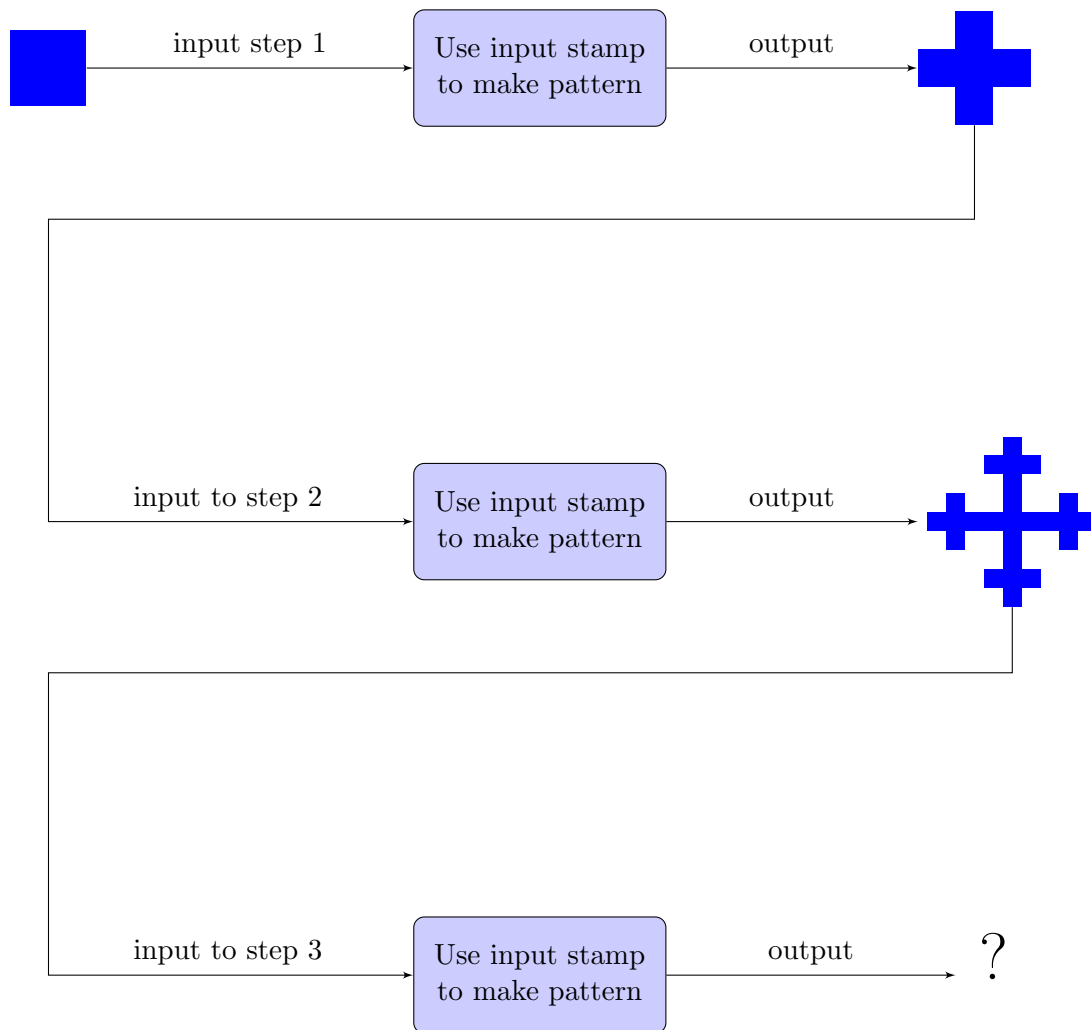 input step 1
Use input stamp
to make pattern
output
input to step 2
Use input stamp
to make pattern
output
input to step 3
Use input stamp
to make pattern
output
?